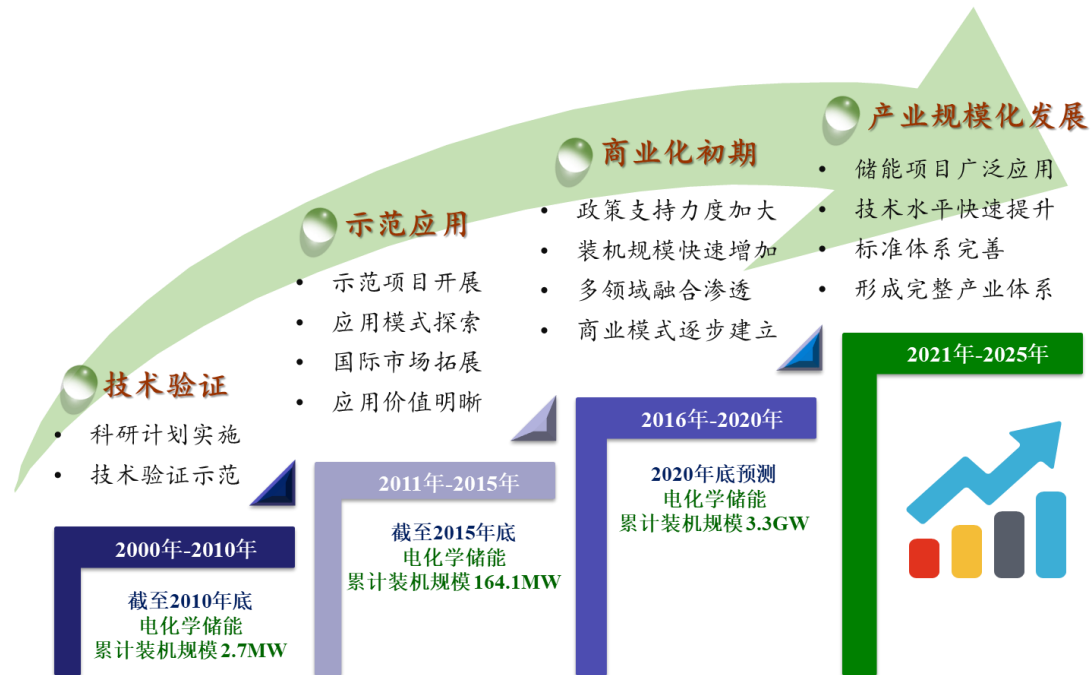 技术验证
• 科研计划实施
• 技术验证示范
2000年-2010年
截至2010年底
电化学储能
累计装机规模2.7MW
示范应用
• 示范项目开展
• 应用模式探索
• 国际市场拓展
• 应用价值明晰
2011年-2015年
截至2015年底
电化学储能
累计装机规模164.1MW
商业化初期
• 政策支持力度加大
• 装机规模快速增加
• 多领域融合渗透
• 商业模式逐步建立
2016年-2020年
2020年底预测
电化学储能
累计装机规模3.3GW
产业规模化发展
• 储能项目广泛应用
• 技术水平快速提升
• 标准体系完善
• 形成完整产业体系
2021年-2025年